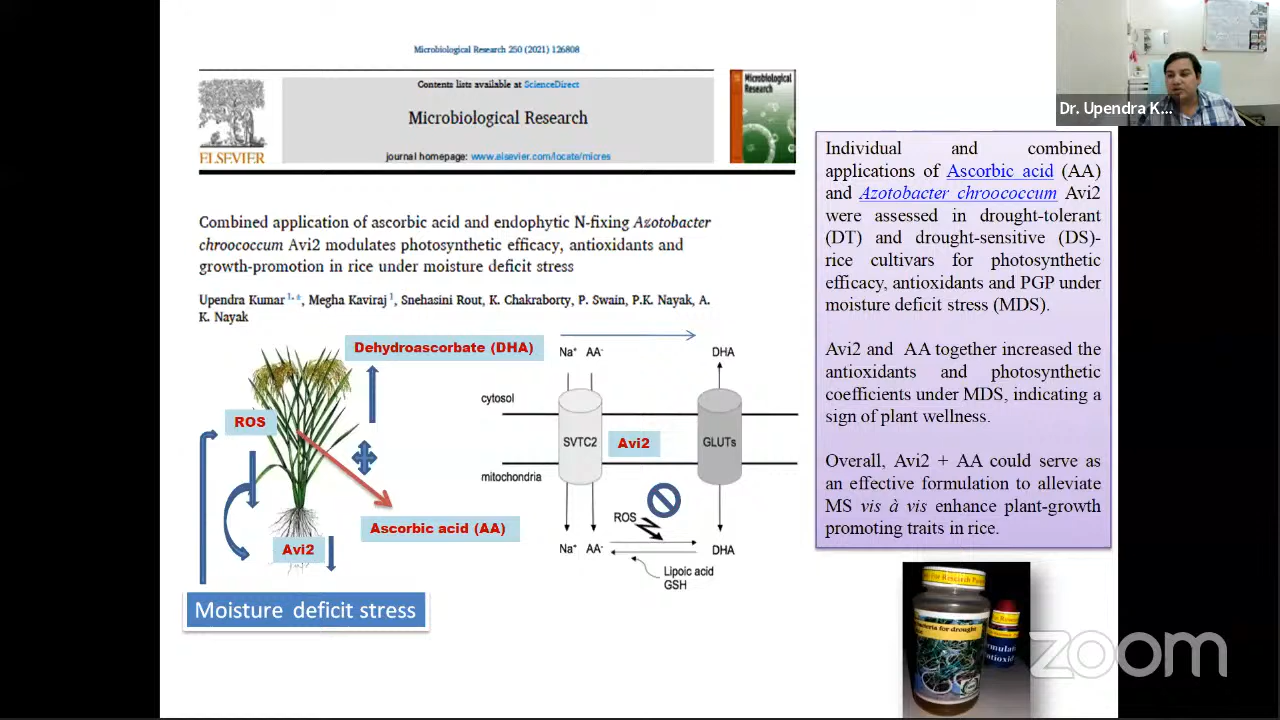 Microbiological Research 250 (2021) 126808
Contents lists available at ScienceDirect
Microbiological Research
journal homepage: www.elsevier.com/locate/micres
ELSEVIER
Microbiological
Research
Dr. Upendra K...
Combined application of ascorbic acid and endophytic N-fixing Azotobacter
chroococcum Avi2 modulates photosynthetic efficacy, antioxidants and
growth-promotion in rice under moisture deficit stress
Upendra Kumar 1,*, Megha Kaviraj 1, Snehasini Rout, K. Chakraborty, P. Swain, P.K. Nayak, A.
K. Nayak
Dehydroascorbate (DHA)
ROS
Ascorbic acid (AA)
Avi2
Moisture deficit stress
Na+ AA- DHA
cytosol
SVTC2 Avi2 GLUTs
mitochondria
ROS
Na+ AA- DHA
Lipoic acid
GSH
Individual and combined
applications of Ascorbic acid (AA)
and Azotobacter chroococcum Avi2
were assessed in drought-tolerant
(DT) and drought-sensitive (DS)-
rice cultivars for photosynthetic
efficacy, antioxidants and PGP under
moisture deficit stress (MDS).
Avi2 and AA together increased the
antioxidants and photosynthetic
coefficients under MDS, indicating a
sign of plant wellness.
Overall, Avi2 + AA could serve as
an effective formulation to alleviate
MS vis à vis enhance plant-growth
promoting traits in rice.
for Research
for drought
zoom